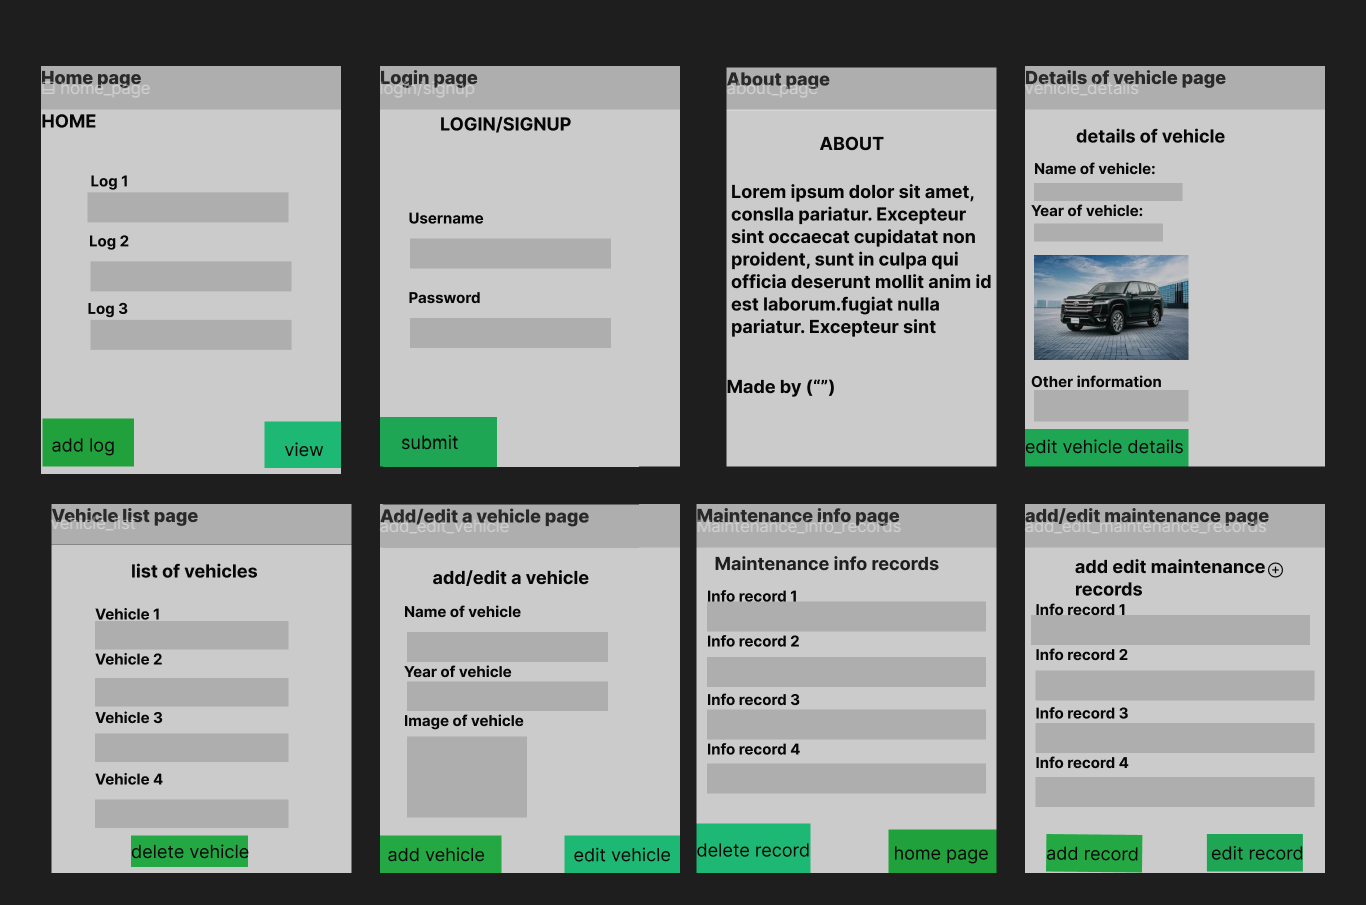 Home page
home_page
HOME
Log 1
Log 2
Log 3
add log
view
Login page
login/signup
LOGIN/SIGNUP
Username
Password
submit
About page
about_page
ABOUT
Lorem ipsum dolor sit amet,
conslla pariatur. Excepteur
sint occaecat cupidatat non
proident, sunt in culpa qui
officia deserunt mollit anim id
est laborum.fugiat nulla
pariatur. Excepteur sint
Made by (“”)
Details of vehicle page
vehicle_details
details of vehicle
Name of vehicle:
Year of vehicle:
Other information
edit vehicle details
Vehicle list page
vehicle_list
list of vehicles
Vehicle 1
Vehicle 2
Vehicle 3
Vehicle 4
delete vehicle
Add/edit a vehicle page
add_edit_vehicle
add/edit a vehicle
Name of vehicle
Year of vehicle
Image of vehicle
add vehicle
edit vehicle
Maintenance info page
Maintenance_info_records
Maintenance info records
Info record 1
Info record 2
Info record 3
Info record 4
delete record
home page
add/edit maintenance page
add_edit_maintenance_records
add edit maintenance
records
Info record 1
Info record 2
Info record 3
Info record 4
add record
edit record